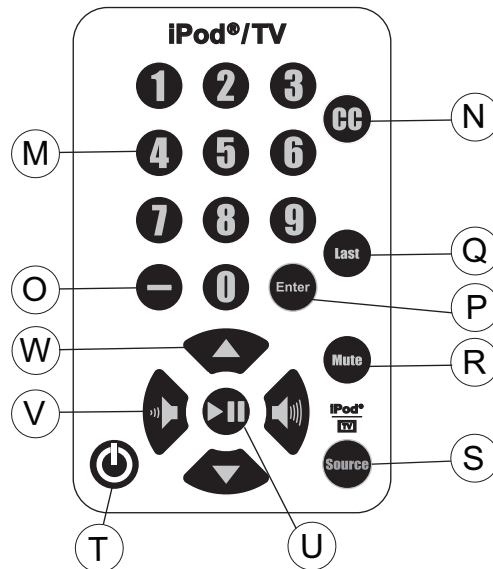 iPod®/TV
1 2 3
CC N
M 4 5 6
7 8 9
Last Q
O - 0 Enter
P
W
Mute R
V
iPod®
TV
Source S
T U